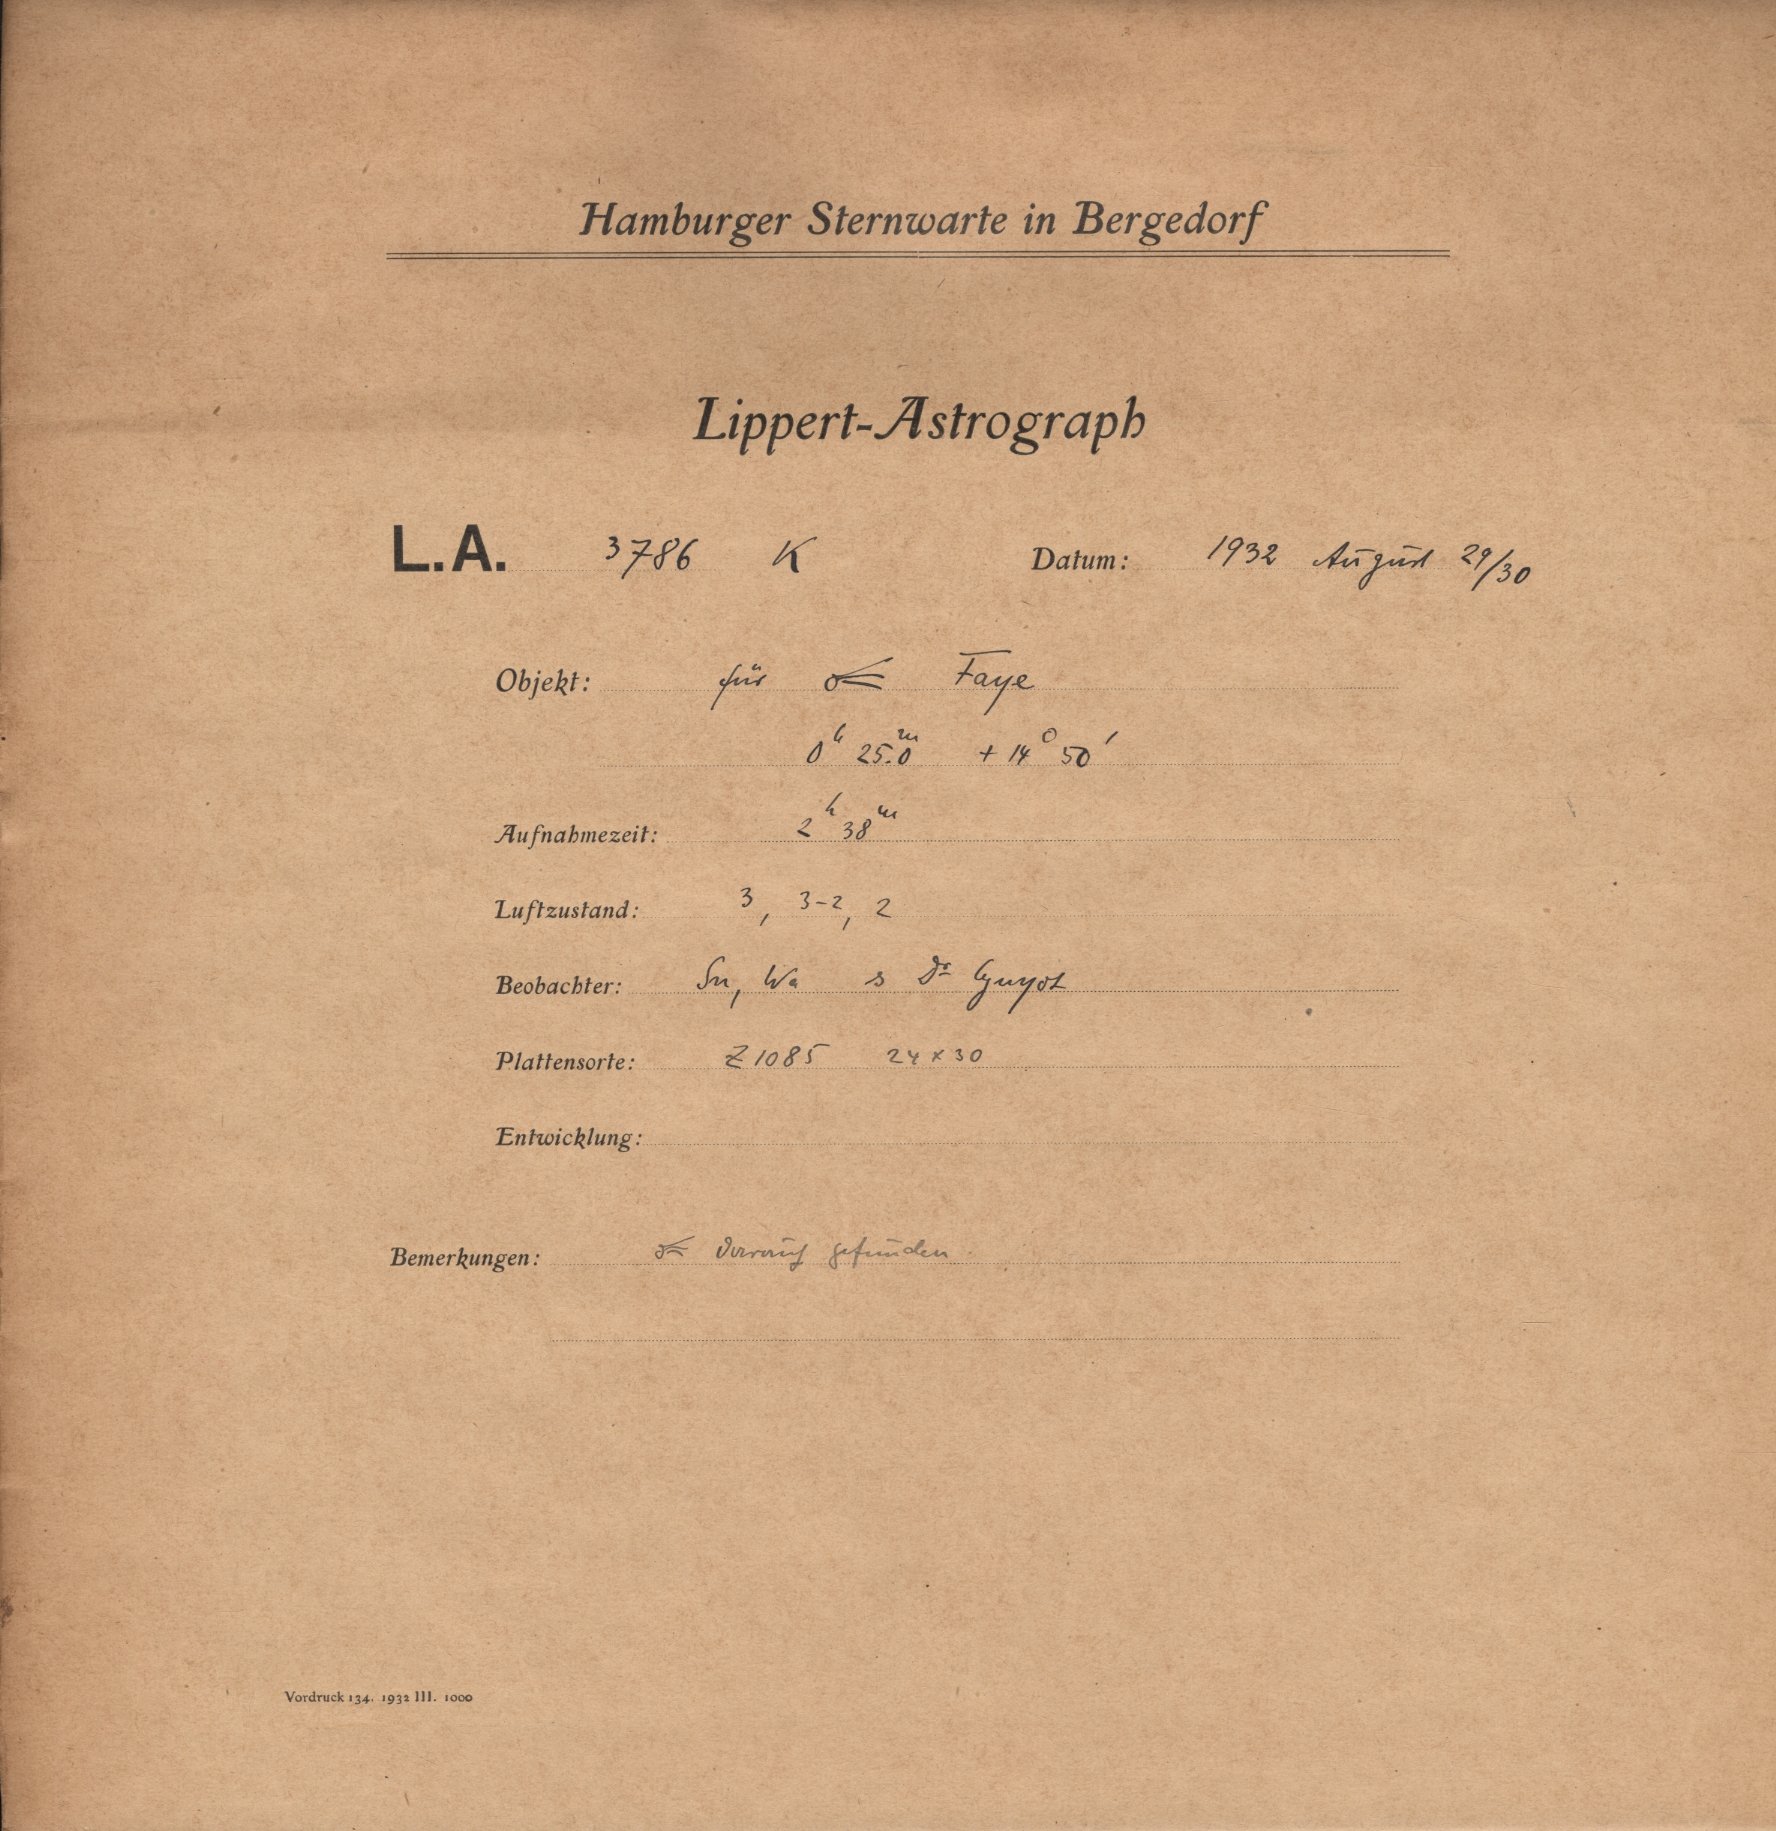 Hamburger Sternwarte in Bergedorf
Lippert-Astrograph
L.A. 3786 K Datum: 1932 August 29/30
Objekt: für ☄ Faye
0ʰ 25.ᵐ0 +14° 50′
Aufnahmezeit: 2ʰ 38ᵐ
Luftzustand: 3, 3-2, 2
Beobachter: Wa s Dr Guyot
Plattensorte: Z1085 24×30
Entwicklung:
Bemerkungen: ☄ darauf gefunden.
Vordruck 134. 1932 III. 1000